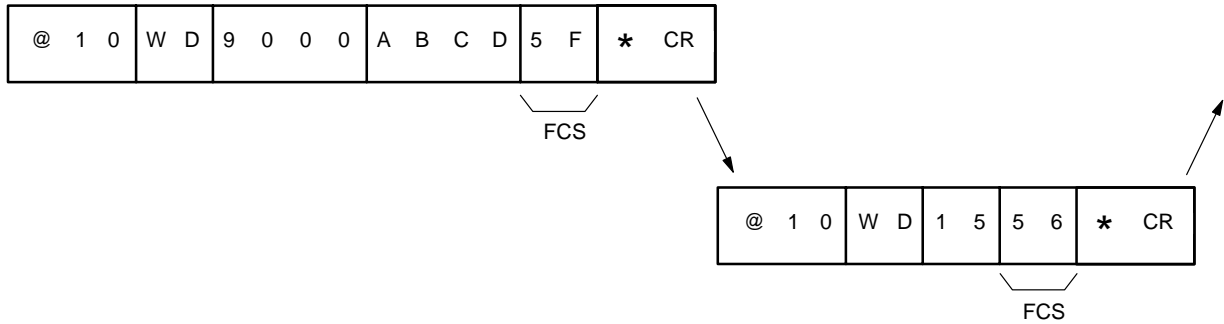 @ 1 0 W D 9 0 0 0 A B C D 5 F * CR
FCS
@ 1 0 W D 1 5 5 6 * CR
FCS